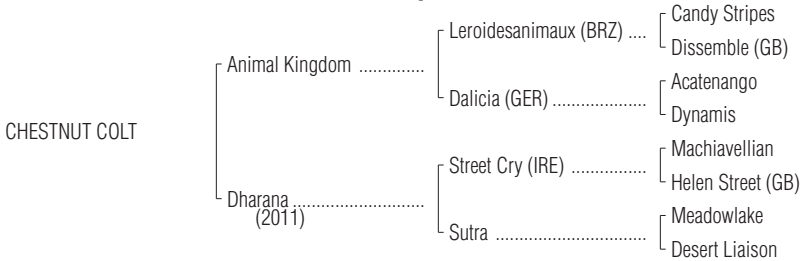 Candy Stripes
Leroidesanimaux (BRZ) ....
Dissemble (GB)
Animal Kingdom ..............
Acatenango
Dalicia (GER) ....................
Dynamis
CHESTNUT COLT
Machiavellian
Street Cry (IRE) ................
Helen Street (GB)
Dharana ............................
(2011)
Meadowlake
Sutra ................................
Desert Liaison